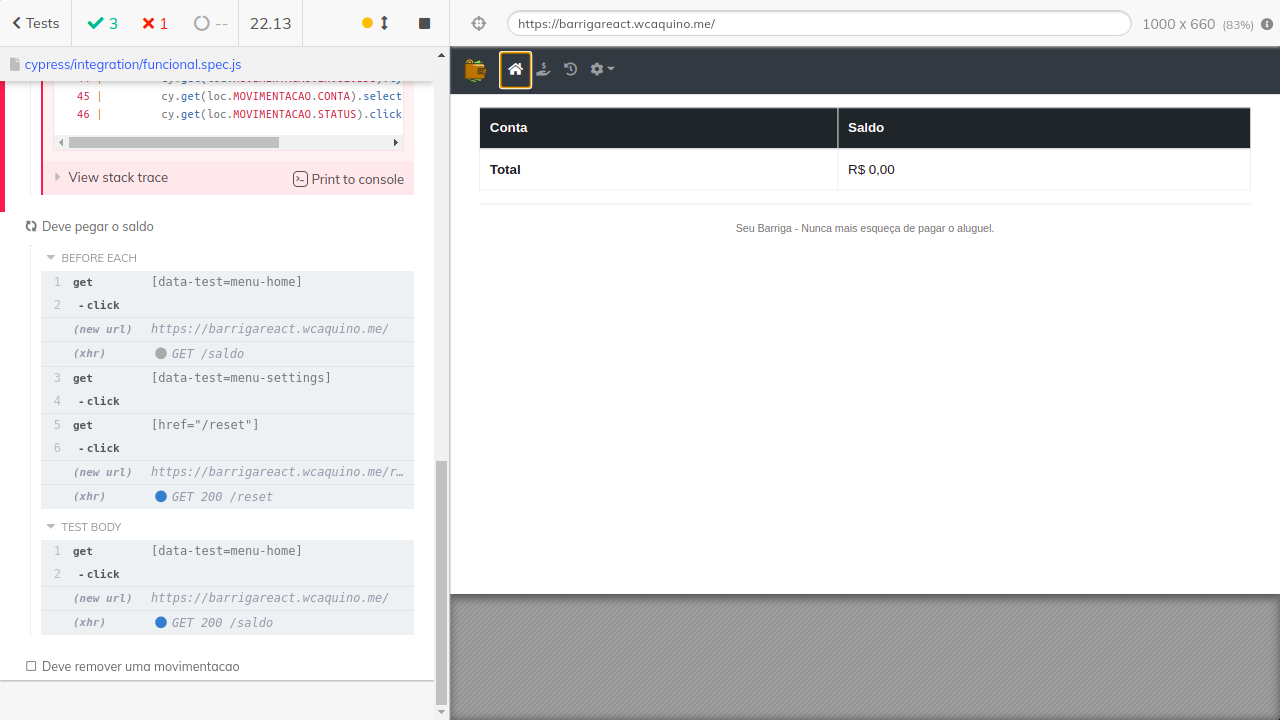 Tests
3
1
--
22.13
https://barrigareact.wcaquino.me/
1000 x 660 (83%)
cypress/integration/funcional.spec.js
45 | cy.get(loc.MOVIMENTACAO.CONTA).select
46 | cy.get(loc.MOVIMENTACAO.STATUS).click
View stack trace
Print to console
Deve pegar o saldo
BEFORE EACH
1 get [data-test=menu-home]
2 -click
(new url) https://barrigareact.wcaquino.me/
(xhr) GET /saldo
3 get [data-test=menu-settings]
4 -click
5 get [href="/reset"]
6 -click
(new url) https://barrigareact.wcaquino.me/r…
(xhr) GET 200 /reset
TEST BODY
1 get [data-test=menu-home]
2 -click
(new url) https://barrigareact.wcaquino.me/
(xhr) GET 200 /saldo
Deve remover uma movimentacao
Conta Saldo
Total R$ 0,00
Seu Barriga - Nunca mais esqueça de pagar o aluguel.